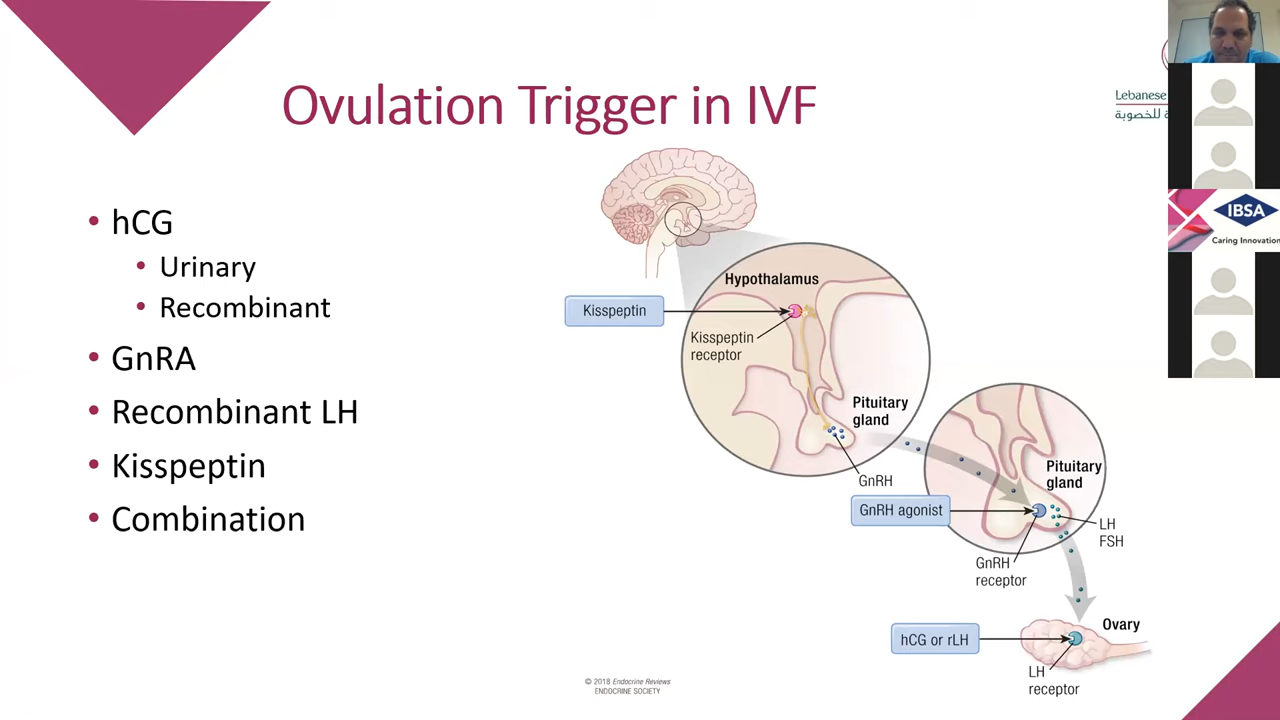 Ovulation Trigger in IVF
Lebanese
للخصوبة
IBSA
Caring Innovation
• hCG
• Urinary
• Recombinant
• GnRA
• Recombinant LH
• Kisspeptin
• Combination
Hypothalamus
Kisspeptin
Kisspeptin
receptor
Pituitary
gland
GnRH
Pituitary
gland
GnRH agonist
LH
FSH
GnRH
receptor
Ovary
hCG or rLH
LH
receptor
© 2018 Endocrine Reviews
ENDOCRINE SOCIETY